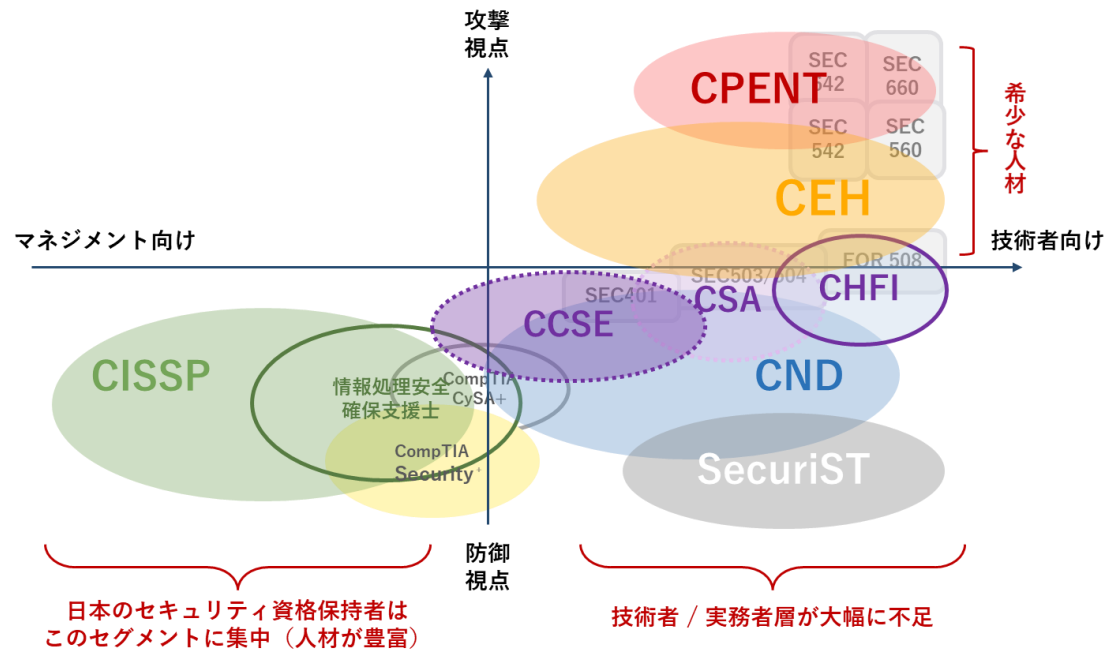 攻撃
視点
SEC
542
SEC
660
CPENT
SEC
542
SEC
560
希少な人材
CEH
マネジメント向け
技術者向け
FOR 508
SEC503/504
CHFI
SEC401
CSA
CCSE
CISSP
CND
情報処理安全
確保支援士
CompTIA
CySA+
CompTIA
Security+
SecuriST
防御
視点
日本のセキュリティ資格保持者は
このセグメントに集中(人材が豊富)
技術者 / 実務者層が大幅に不足